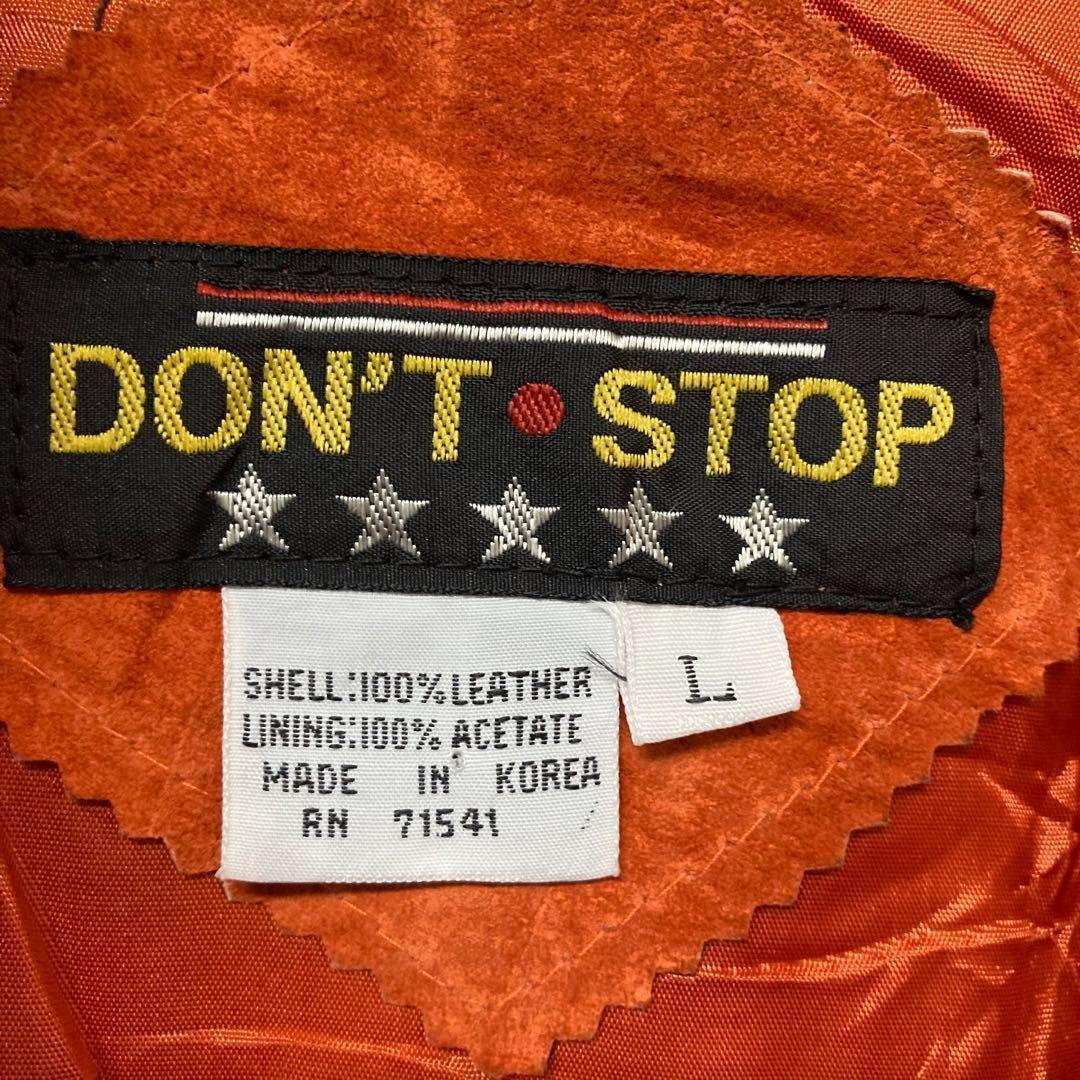 DON'T • STOP
SHELL:100% LEATHER
LINING:100% ACETATE
MADE IN KOREA
RN 71541
L